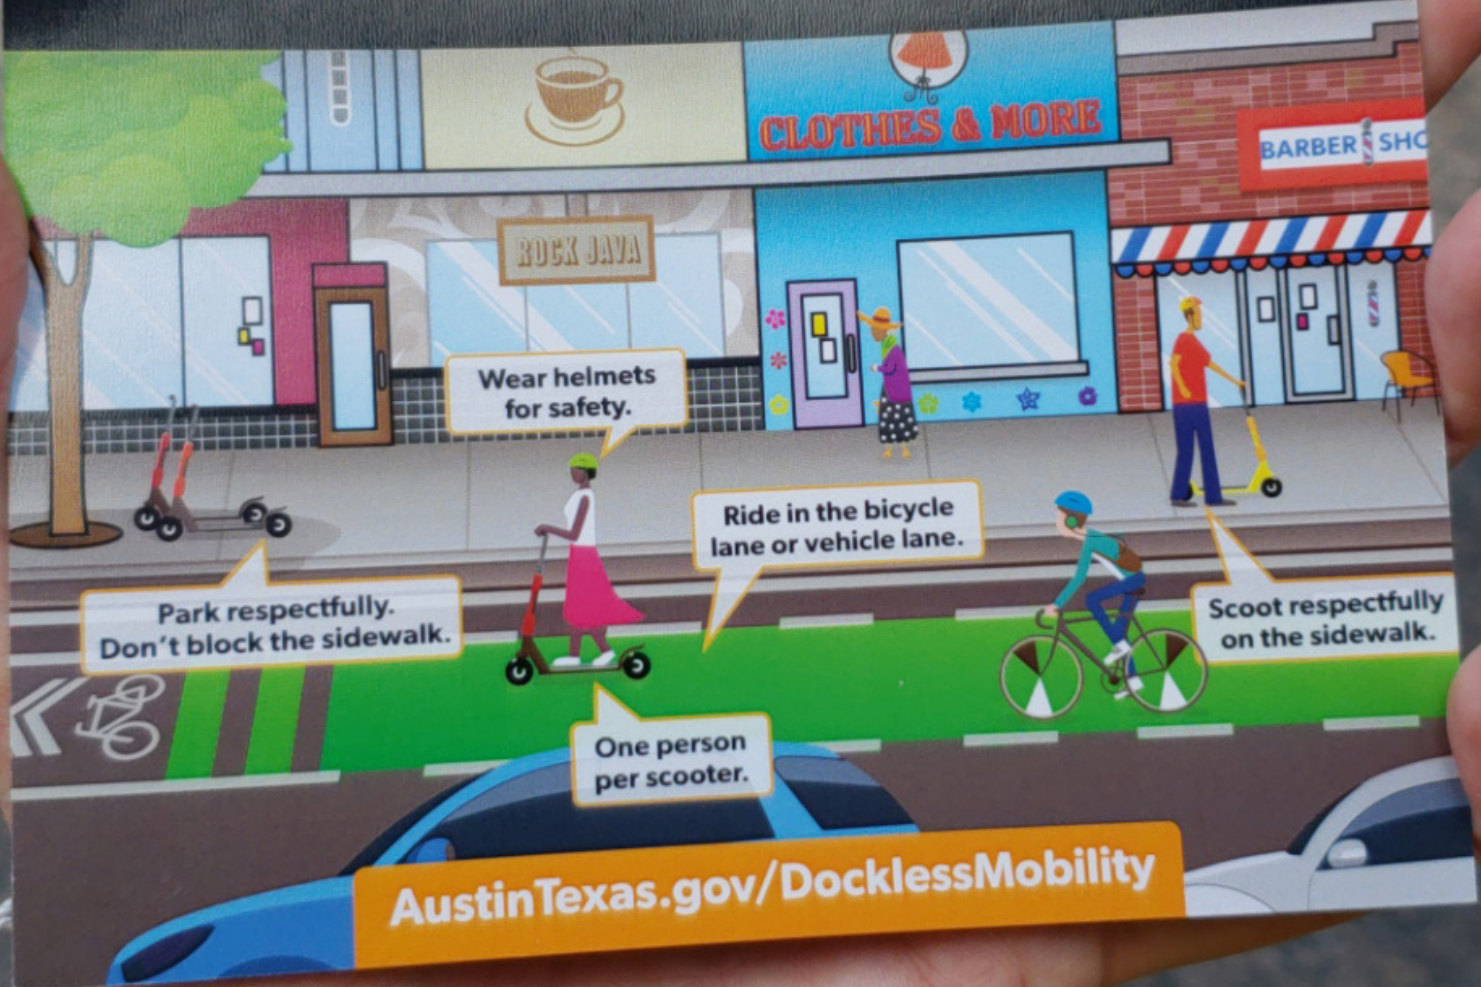 CLOTHES & MORE
BARBER SHO
ROCK JAVA
Wear helmets
for safety.
Ride in the bicycle
lane or vehicle lane.
Park respectfully.
Don't block the sidewalk.
Scoot respectfully
on the sidewalk.
One person
per scooter.
AustinTexas.gov/DocklessMobility